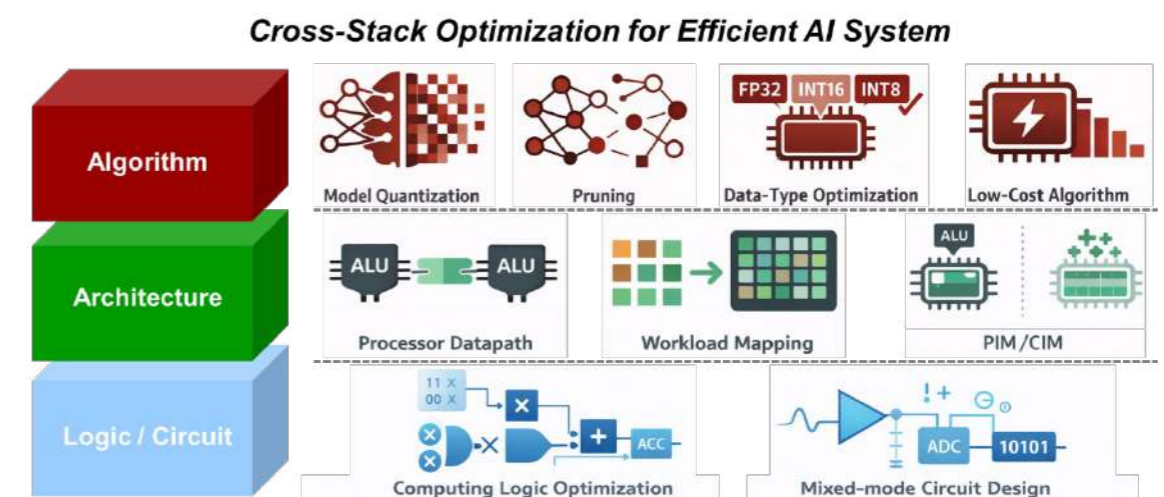 Cross-Stack Optimization for Efficient AI System
Algorithm
FP32 INT16 INT8
Model Quantization
Pruning
Data-Type Optimization
Low-Cost Algorithm
Architecture
ALU
ALU
ALU
Processor Datapath
Workload Mapping
PIM/CIM
Logic / Circuit
11 X
00 X
X
+
ACC
!+
ADC
10101
Computing Logic Optimization
Mixed-mode Circuit Design